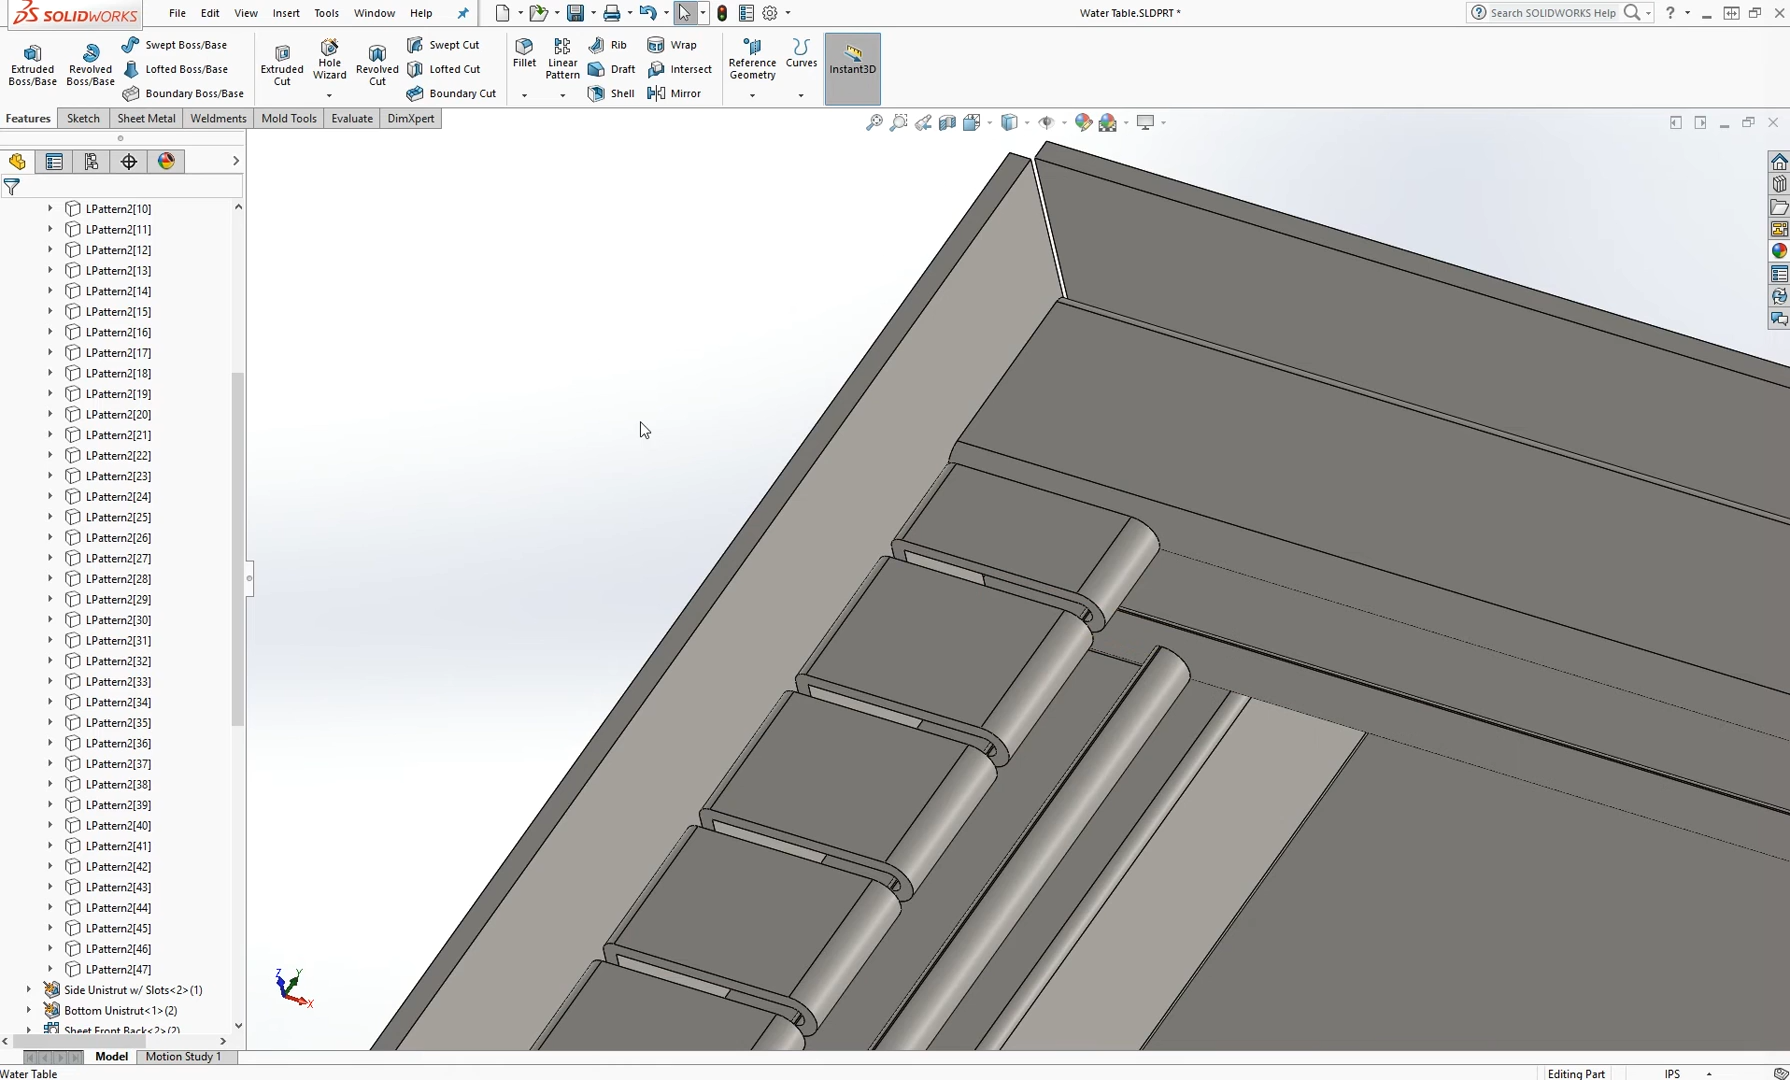 SOLIDWORKS File Edit View Insert Tools Window Help Water Table.SLDPRT * Search SOLIDWORKS Help
Extruded Boss/Base Revolved Boss/Base Swept Boss/Base Lofted Boss/Base Boundary Boss/Base Extruded Cut Hole Wizard Revolved Cut Swept Cut Lofted Cut Boundary Cut Fillet Linear Pattern Rib Draft Shell Wrap Intersect Mirror Reference Geometry Curves Instant3D
Features Sketch Sheet Metal Weldments Mold Tools Evaluate DimXpert
LPattern2[10]
LPattern2[11]
LPattern2[12]
LPattern2[13]
LPattern2[14]
LPattern2[15]
LPattern2[16]
LPattern2[17]
LPattern2[18]
LPattern2[19]
LPattern2[20]
LPattern2[21]
LPattern2[22]
LPattern2[23]
LPattern2[24]
LPattern2[25]
LPattern2[26]
LPattern2[27]
LPattern2[28]
LPattern2[29]
LPattern2[30]
LPattern2[31]
LPattern2[32]
LPattern2[33]
LPattern2[34]
LPattern2[35]
LPattern2[36]
LPattern2[37]
LPattern2[38]
LPattern2[39]
LPattern2[40]
LPattern2[41]
LPattern2[42]
LPattern2[43]
LPattern2[44]
LPattern2[45]
LPattern2[46]
LPattern2[47]
Side Unistrut w/ Slots<2>(1)
Bottom Unistrut<1>(2)
Sheet Front Back<2>(2)
Z Y X
Model Motion Study 1
Water Table Editing Part IPS